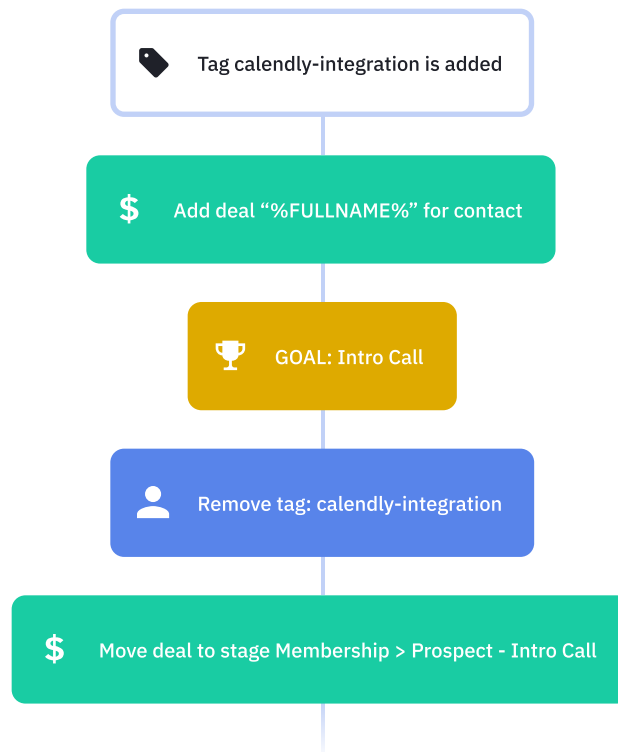 Tag calendly-integration is added
$ Add deal “%FULLNAME%” for contact
GOAL: Intro Call
Remove tag: calendly-integration
$ Move deal to stage Membership > Prospect - Intro Call